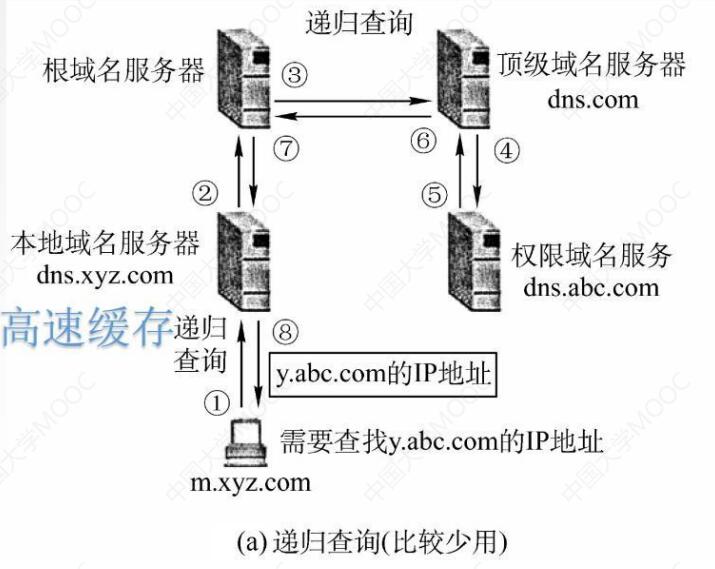 递归查询
根域名服务器
③
顶级域名服务器
dns.com
⑥
⑦
④
②
⑤
本地域名服务器
dns.xyz.com
权限域名服务
dns.abc.com
高速缓存
递归
查询
⑧
y.abc.com的IP地址
①
需要查找y.abc.com的IP地址
m.xyz.com
(a) 递归查询(比较少用)
中国大学MOOC